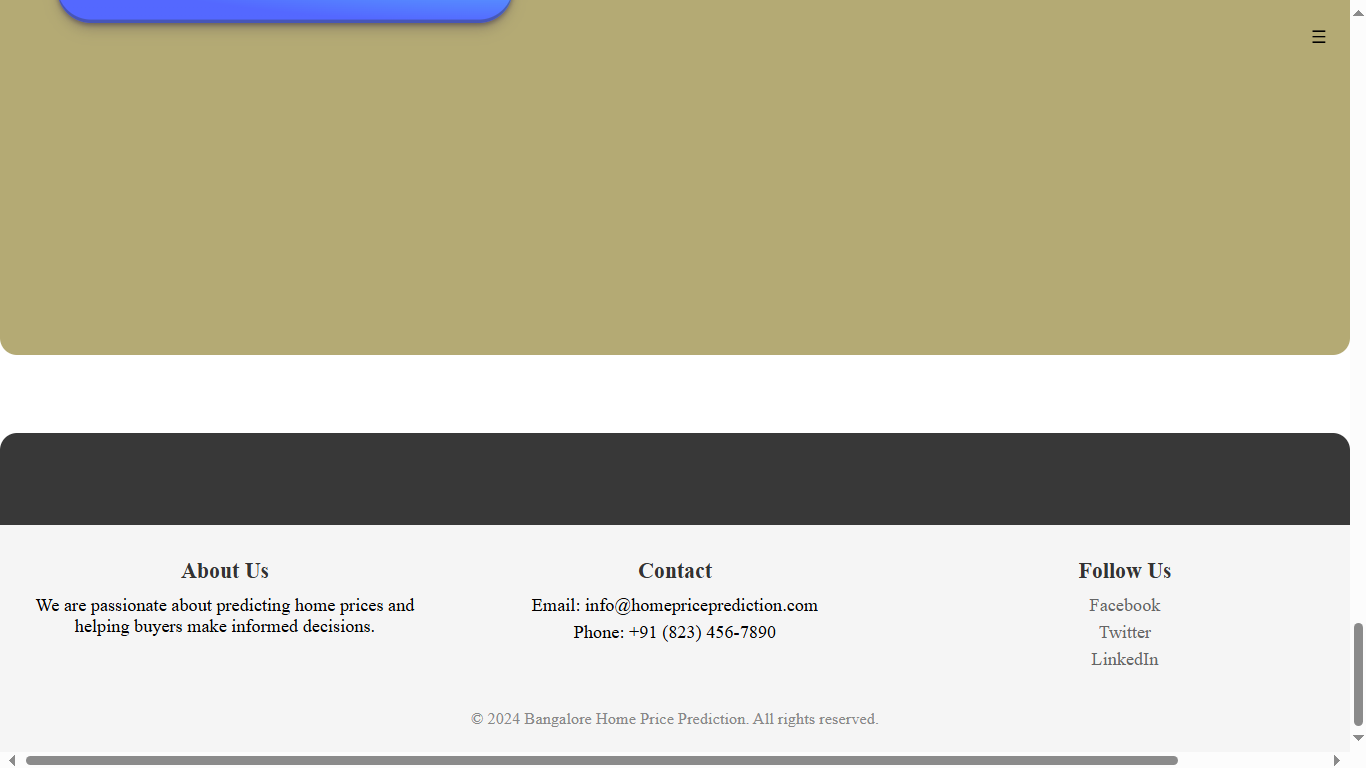 ☰
About Us
We are passionate about predicting home prices and
helping buyers make informed decisions.
Contact
Email: info@homepriceprediction.com
Phone: +91 (823) 456-7890
Follow Us
Facebook
Twitter
LinkedIn
© 2024 Bangalore Home Price Prediction. All rights reserved.